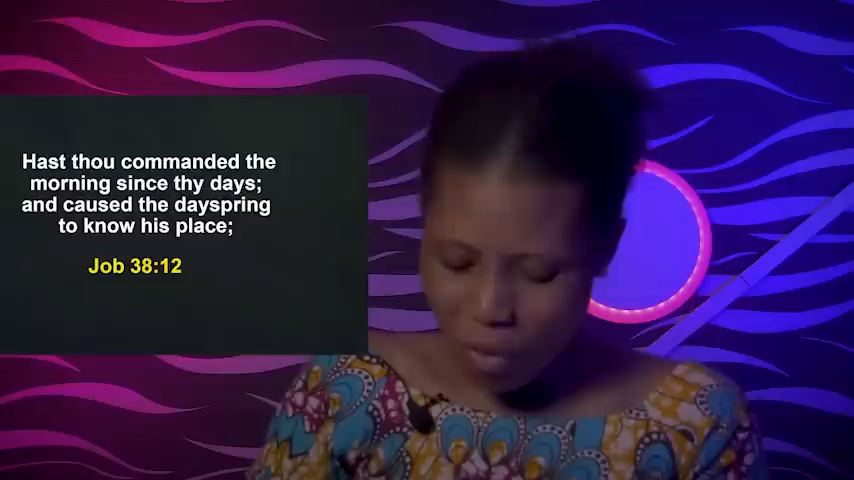 Hast thou commanded the
morning since thy days;
and caused the dayspring
to know his place;
Job 38:12